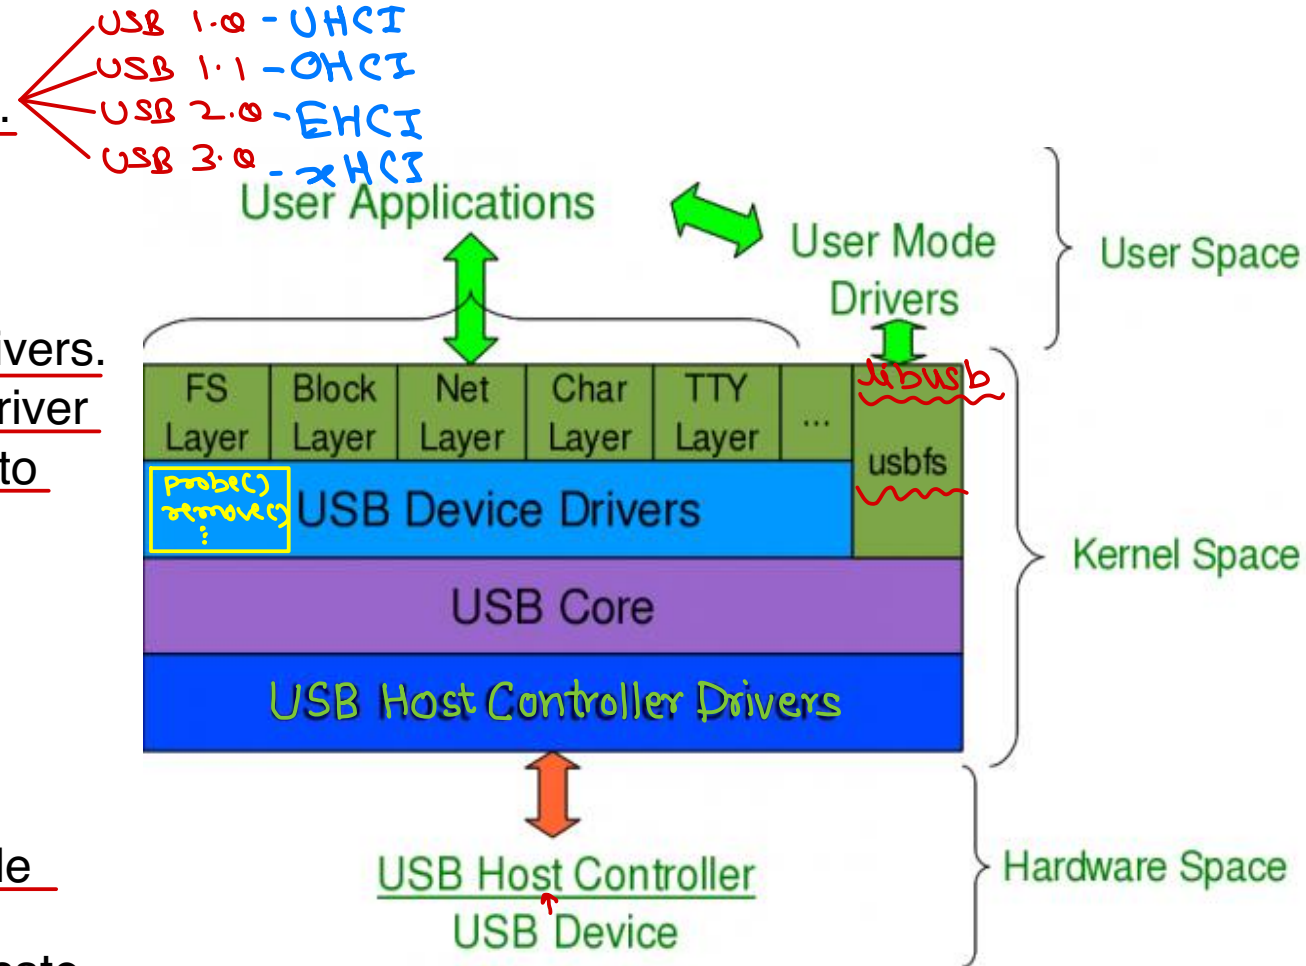 USB 1.0 - UHCI
USB 1.1 - OHCI
.
USB 2.0 - EHCI
USB 3.0 - xHCI
User Applications
User Mode
Drivers
User Space
ivers.
river
to
FS
Layer
Block
Layer
Net
Layer
Char
Layer
TTY
Layer
...
libusb
usbfs
probe()
remove()
⋮
USB Device Drivers
Kernel Space
USB Core
USB Host Controller Drivers
le
USB Host Controller
USB Device
Hardware Space